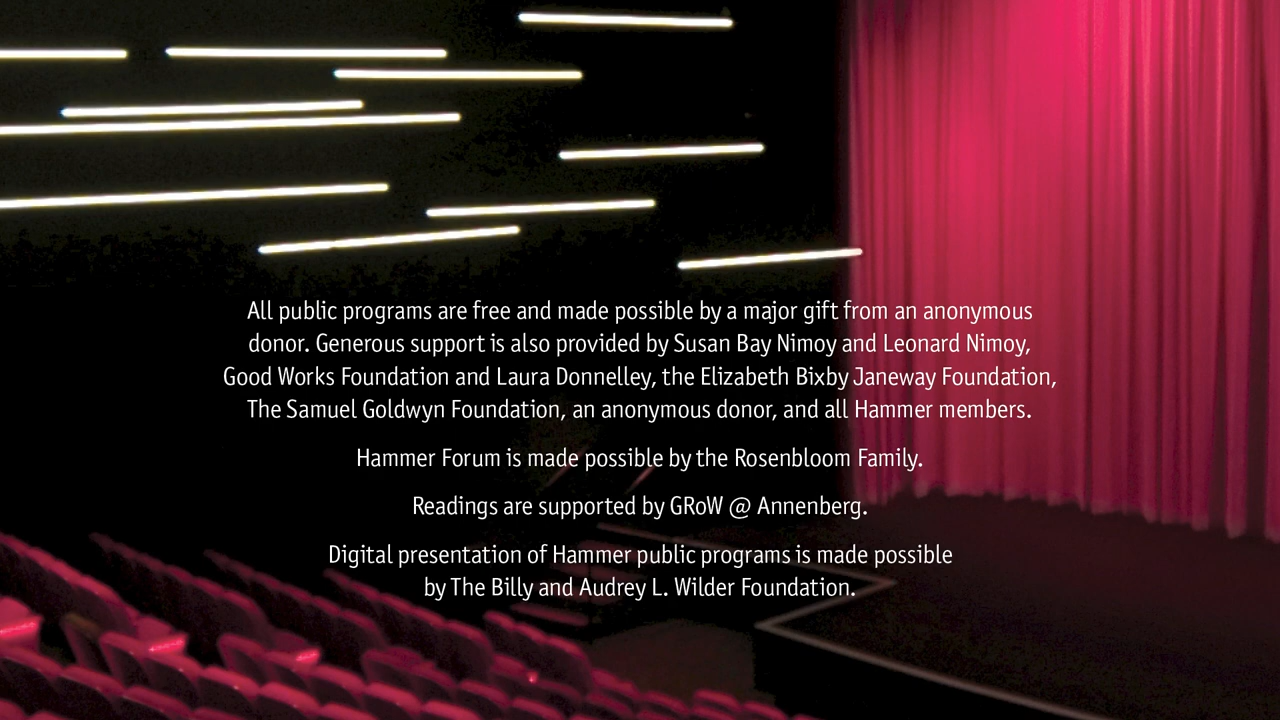 All public programs are free and made possible by a major gift from an anonymous
donor. Generous support is also provided by Susan Bay Nimoy and Leonard Nimoy,
Good Works Foundation and Laura Donnelley, the Elizabeth Bixby Janeway Foundation,
The Samuel Goldwyn Foundation, an anonymous donor, and all Hammer members.
Hammer Forum is made possible by the Rosenbloom Family.
Readings are supported by GRoW @ Annenberg.
Digital presentation of Hammer public programs is made possible
by The Billy and Audrey L. Wilder Foundation.